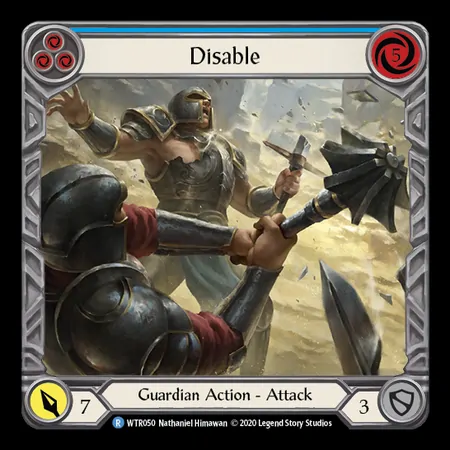 5
Disable
Guardian Action - Attack
7
3
R WTR050 Nathaniel Himawan © 2020 Legend Story Studios